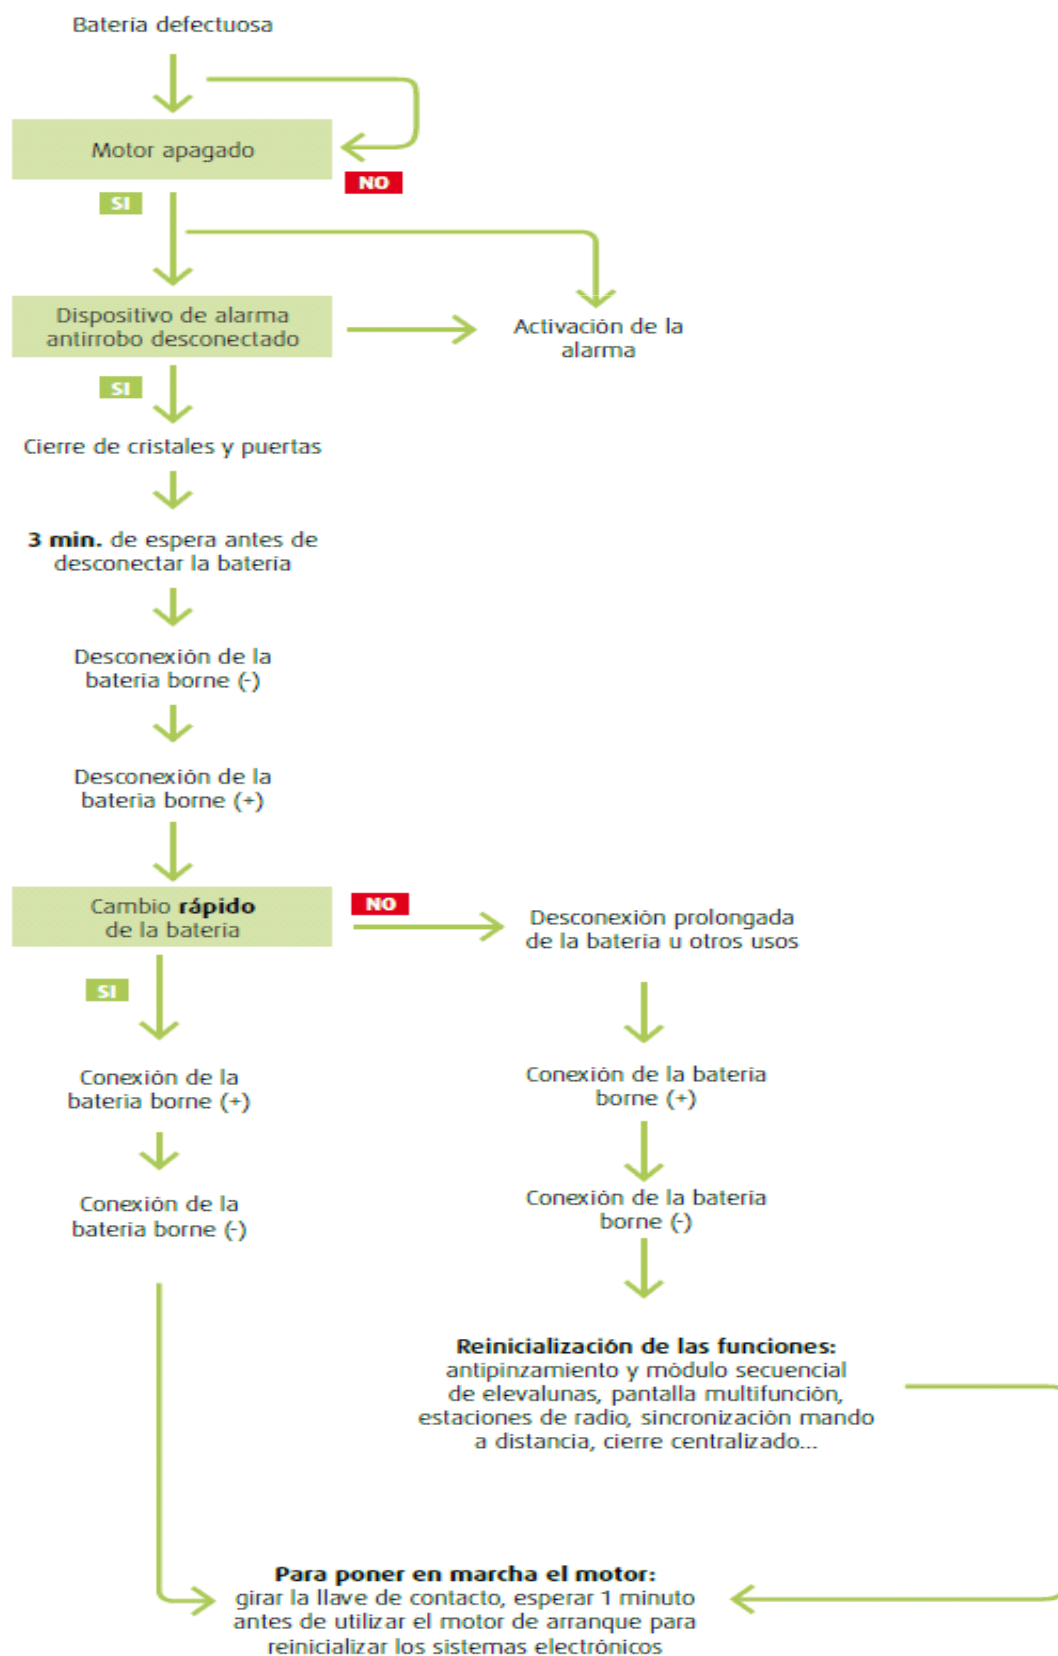 Batería defectuosa
Motor apagado
NO
SI
Dispositivo de alarma
antirrobo desconectado
Activación de la
alarma
SI
Cierre de cristales y puertas
3 min. de espera antes de
desconectar la batería
Desconexión de la
batería borne (-)
Desconexión de la
batería borne (+)
Cambio rápido
de la batería
NO
Desconexión prolongada
de la batería u otros usos
SI
Conexión de la
batería borne (+)
Conexión de la batería
borne (+)
Conexión de la
batería borne (-)
Conexión de la batería
borne (-)
Reinicialización de las funciones:
antipinzamiento y módulo secuencial
de elevalunas, pantalla multifunción,
estaciones de radio, sincronización mando
a distancia, cierre centralizado...
Para poner en marcha el motor:
girar la llave de contacto, esperar 1 minuto
antes de utilizar el motor de arranque para
reinicializar los sistemas electrónicos